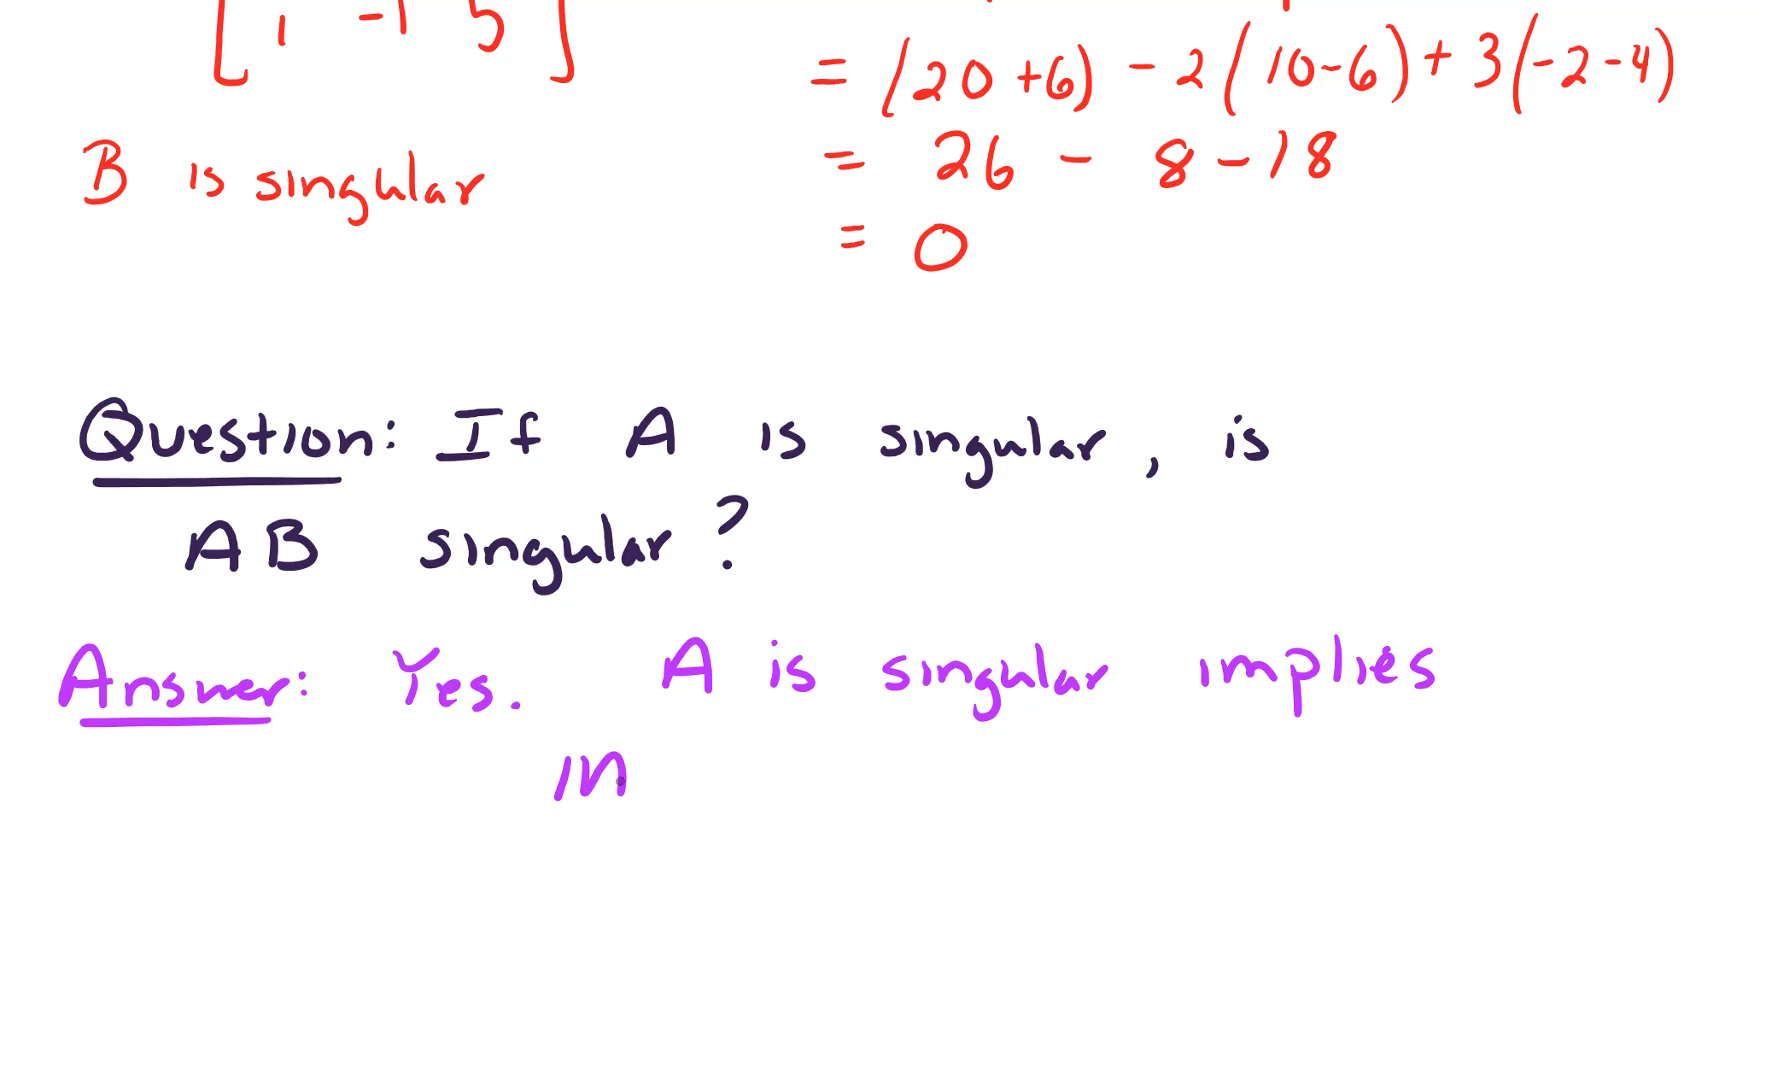 [ 1 -1 5 ]
= (20 +6) - 2(10-6) + 3(-2-4)
B is singular
= 26 - 8 - 18
= 0
Question: If A is singular, is
AB singular?
Answer: Yes. A is singular implies
in